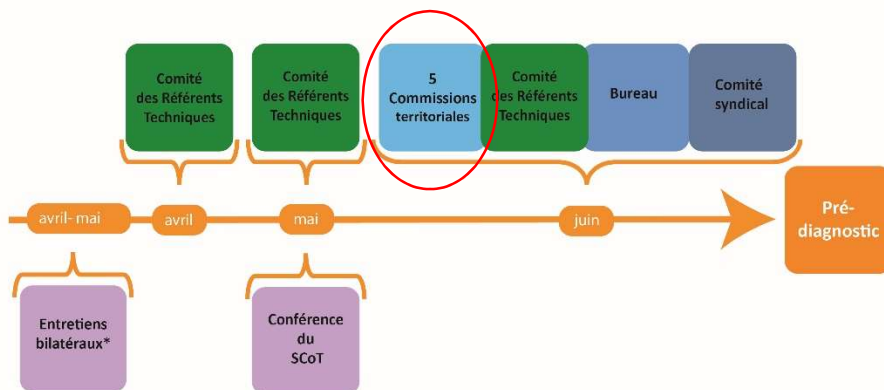 Comité
des Référents
Techniques
Comité
des Référents
Techniques
5
Commissions
territoriales
Comité
des Référents
Techniques
Bureau
Comité
syndical
avril- mai
avril
mai
juin
Pré-
diagnostic
Entretiens
bilatéraux*
Conférence
du
SCoT